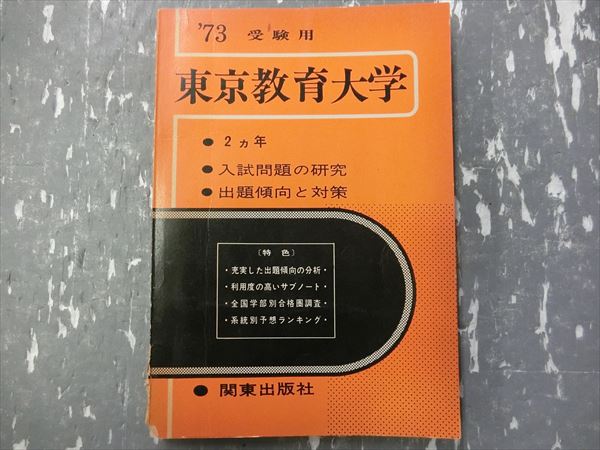 '73 受験用
東京教育大学
● 2ヵ年
● 入試問題の研究
● 出題傾向と対策
〔特色〕
・充実した出題傾向の分析・
・利用度の高いサブノート・
・全国学部別合格圏調査・
・系統別予想ランキング・
● 関東出版社